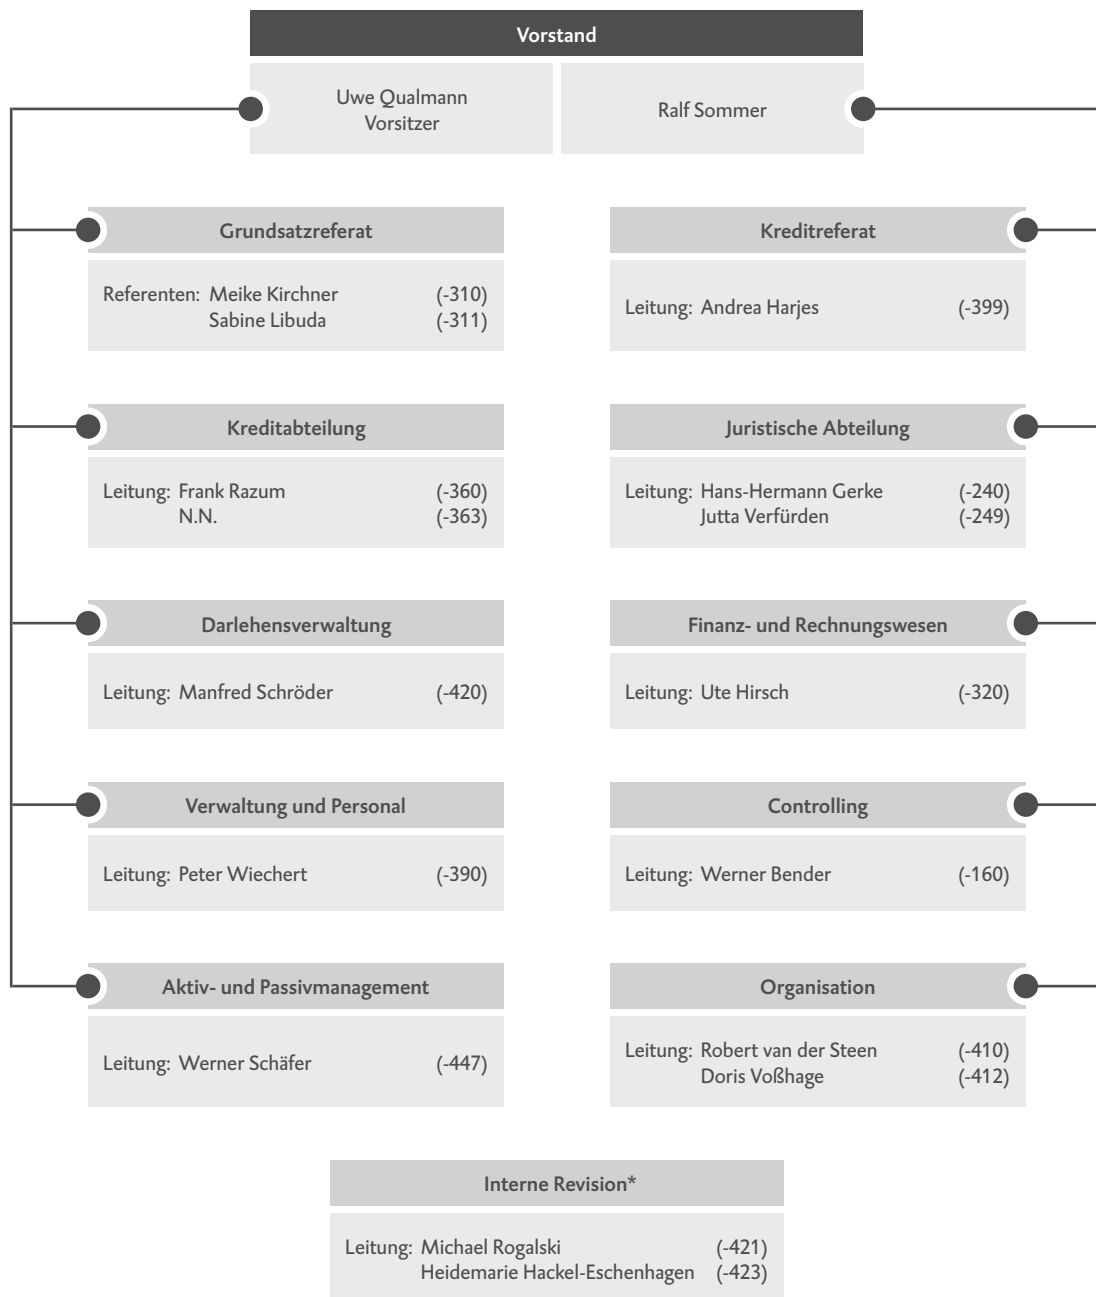 Vorstand
Uwe Qualmann
Vorsitzer
Ralf Sommer
Grundsatzreferat
Referenten: Meike Kirchner (-310)
Sabine Libuda (-311)
Kreditreferat
Leitung: Andrea Harjes (-399)
Kreditabteilung
Leitung: Frank Razum (-360)
N.N. (-363)
Juristische Abteilung
Leitung: Hans-Hermann Gerke (-240)
Jutta Verfürden (-249)
Darlehensverwaltung
Leitung: Manfred Schröder (-420)
Finanz- und Rechnungswesen
Leitung: Ute Hirsch (-320)
Verwaltung und Personal
Leitung: Peter Wiechert (-390)
Controlling
Leitung: Werner Bender (-160)
Aktiv- und Passivmanagement
Leitung: Werner Schäfer (-447)
Organisation
Leitung: Robert van der Steen (-410)
Doris Voßhage (-412)
Interne Revision*
Leitung: Michael Rogalski (-421)
Heidemarie Hackel-Eschenhagen (-423)